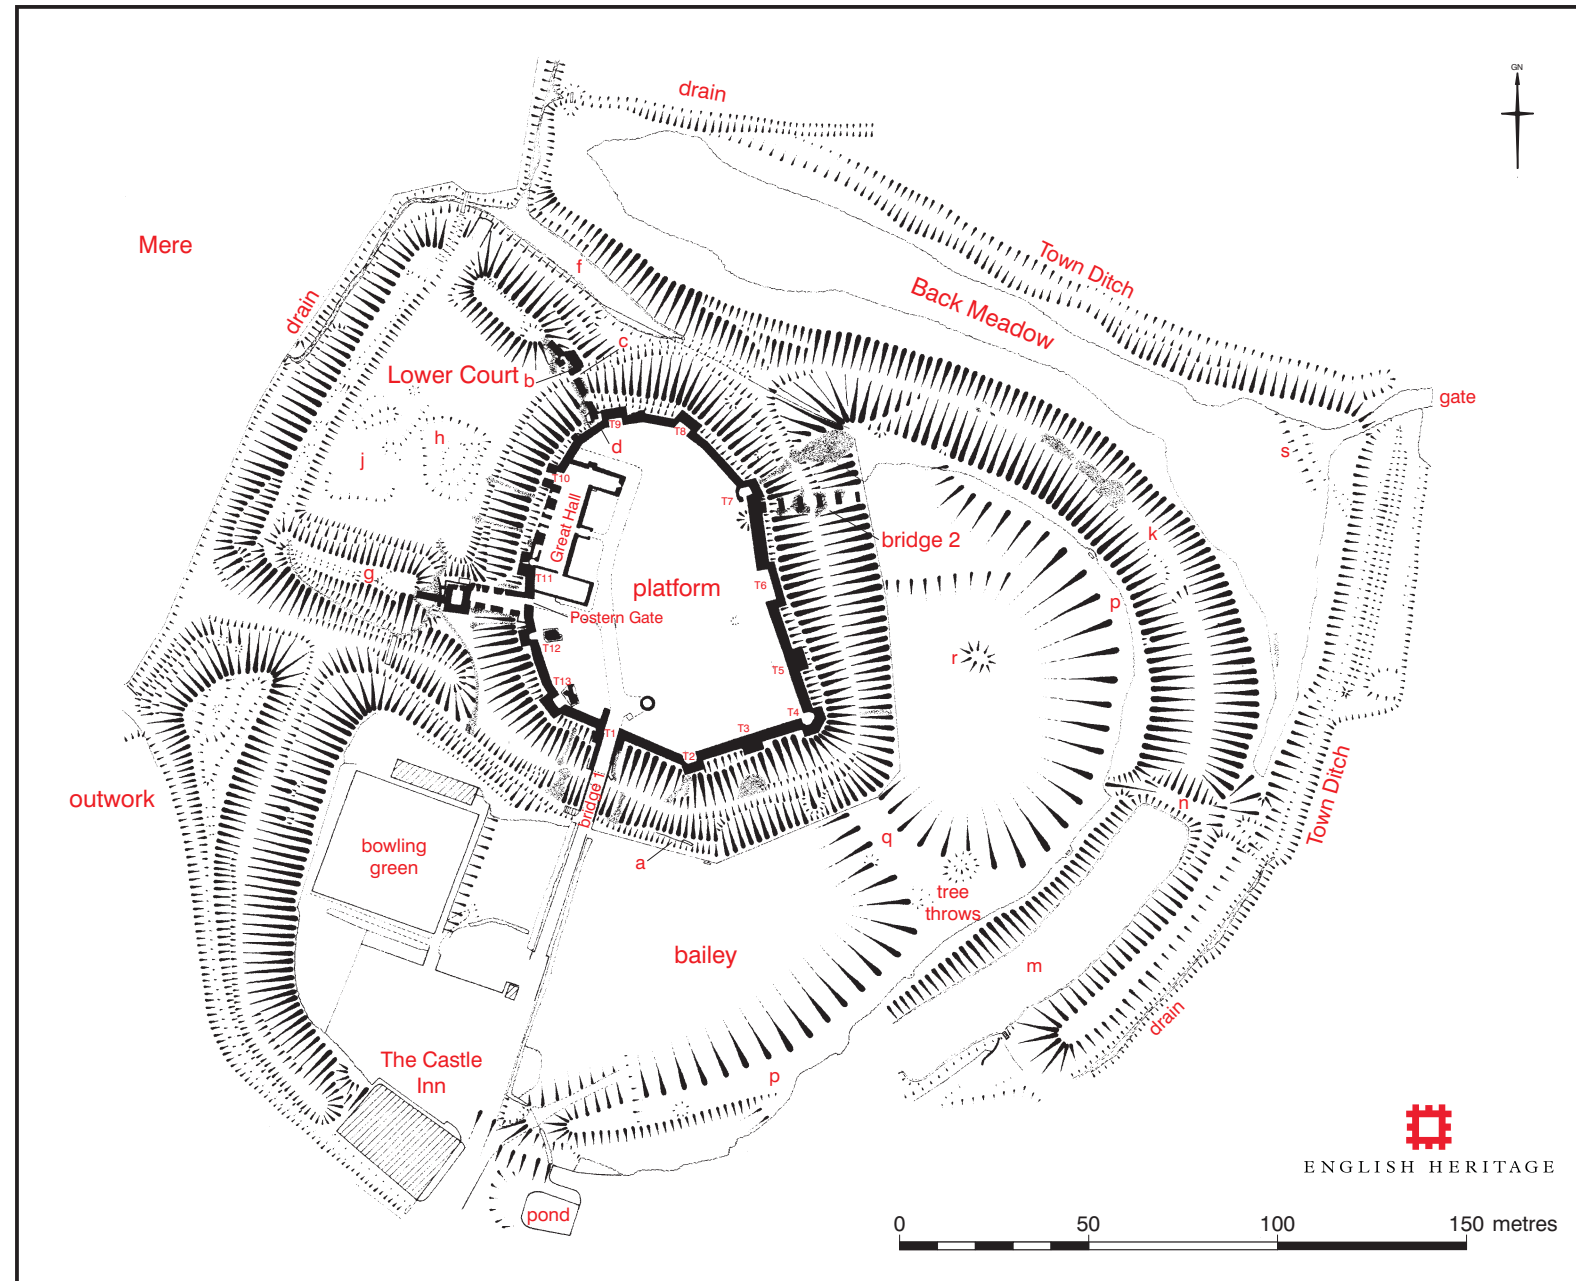 GN
drain
Mere
f
Town Ditch
Back Meadow
drain
c
Lower Court
b
gate
T9
T8
d
h
j
s
T10
T7
Great Hall
k
bridge 2
g
T11
platform
T6
p
Postern Gate
T12
r
T5
T13
T4
T1
T3
T2
outwork
bridge 1
n
Town Ditch
q
bowling
green
a
tree
throws
bailey
m
drain
The Castle
Inn
p
ENGLISH HERITAGE
pond
0 50 100 150 metres